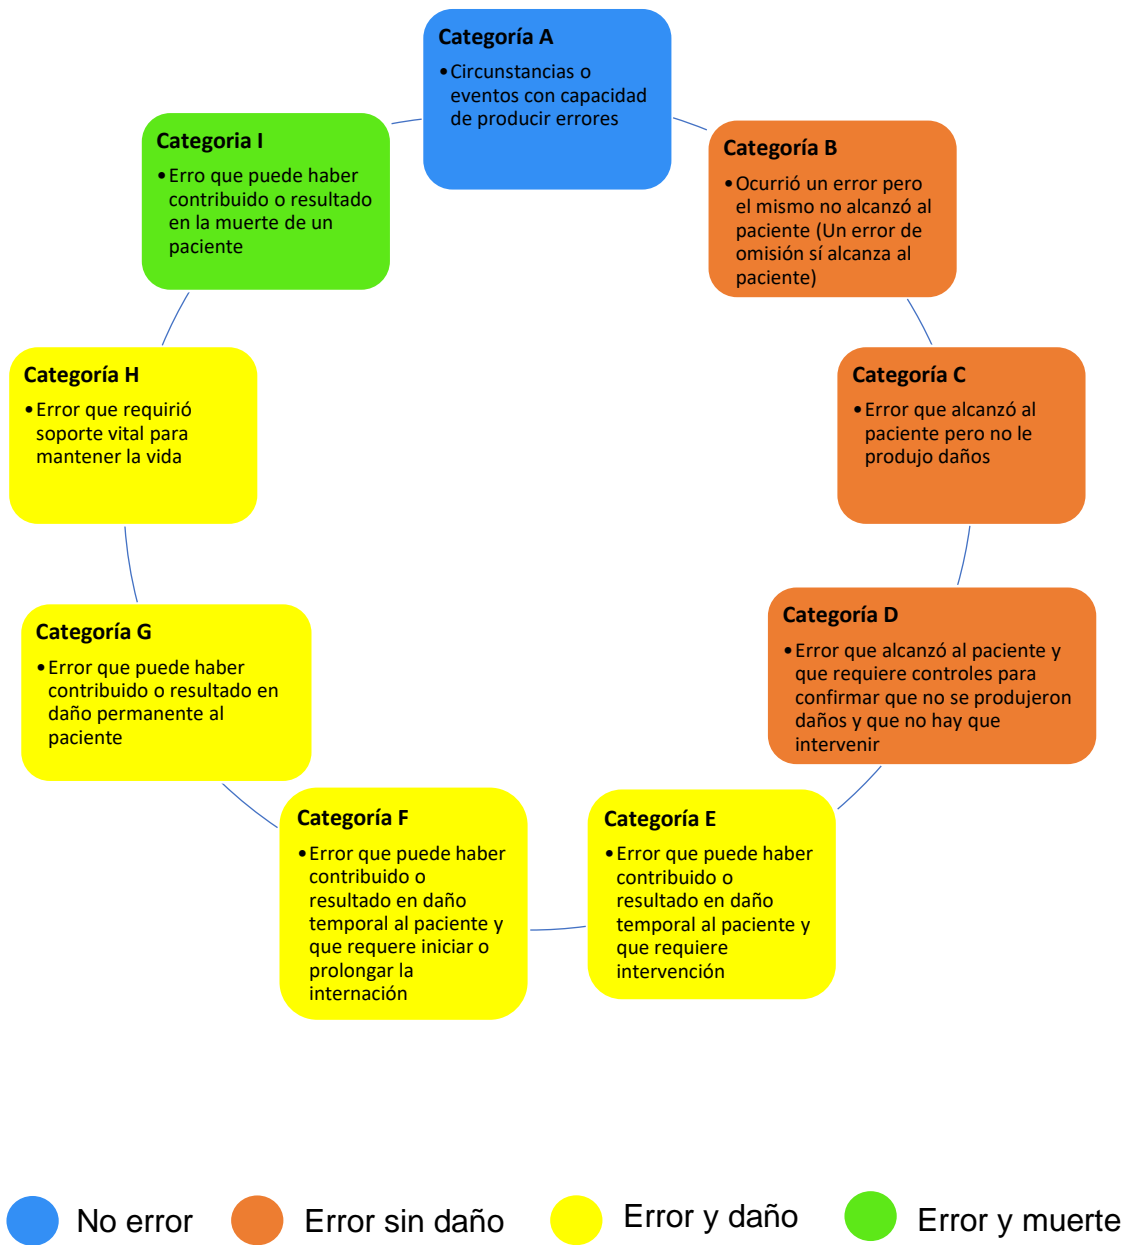 Categoría A
•Circunstancias o
eventos con capacidad
de producir errores
Categoría B
•Ocurrió un error pero
el mismo no alcanzó al
paciente (Un error de
omisión sí alcanza al
paciente)
Categoría C
•Error que alcanzó al
paciente pero no le
produjo daños
Categoría D
•Error que alcanzó al paciente y
que requiere controles para
confirmar que no se produjeron
daños y que no hay que
intervenir
Categoría E
•Error que puede haber
contribuido o
resultado en daño
temporal al paciente y
que requiere
intervención
Categoría F
•Error que puede haber
contribuido o
resultado en daño
temporal al paciente y
que requere iniciar o
prolongar la
internación
Categoría G
•Error que puede haber
contribuido o resultado en
daño permanente al
paciente
Categoría H
•Error que requirió
soporte vital para
mantener la vida
Categoria I
•Erro que puede haber
contribuido o resultado
en la muerte de un
paciente
No error
Error sin daño
Error y daño
Error y muerte